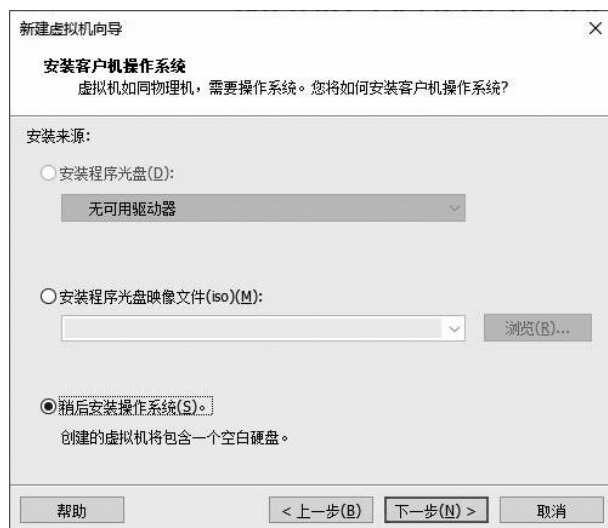 新建虚拟机向导
安装客户机操作系统
虚拟机如同物理机，需要操作系统。您将如何安装客户机操作系统?
安装来源:
安装程序光盘(D):
无可用驱动器
安装程序光盘映像文件(iso)(M):
浏览(R)...
稍后安装操作系统(S)。
创建的虚拟机将包含一个空白硬盘。
帮助
< 上一步(B)
下一步(N) >
取消